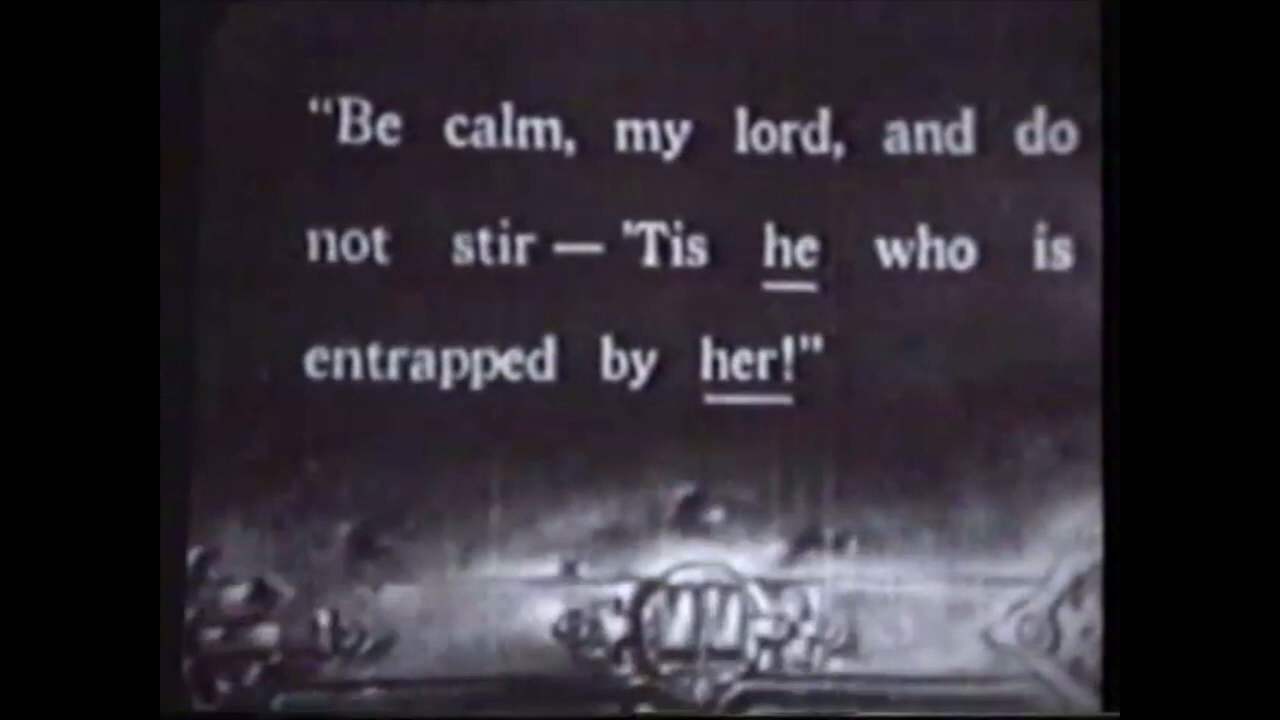 “Be calm, my lord, and do
not stir — 'Tis he who is
entrapped by her!”